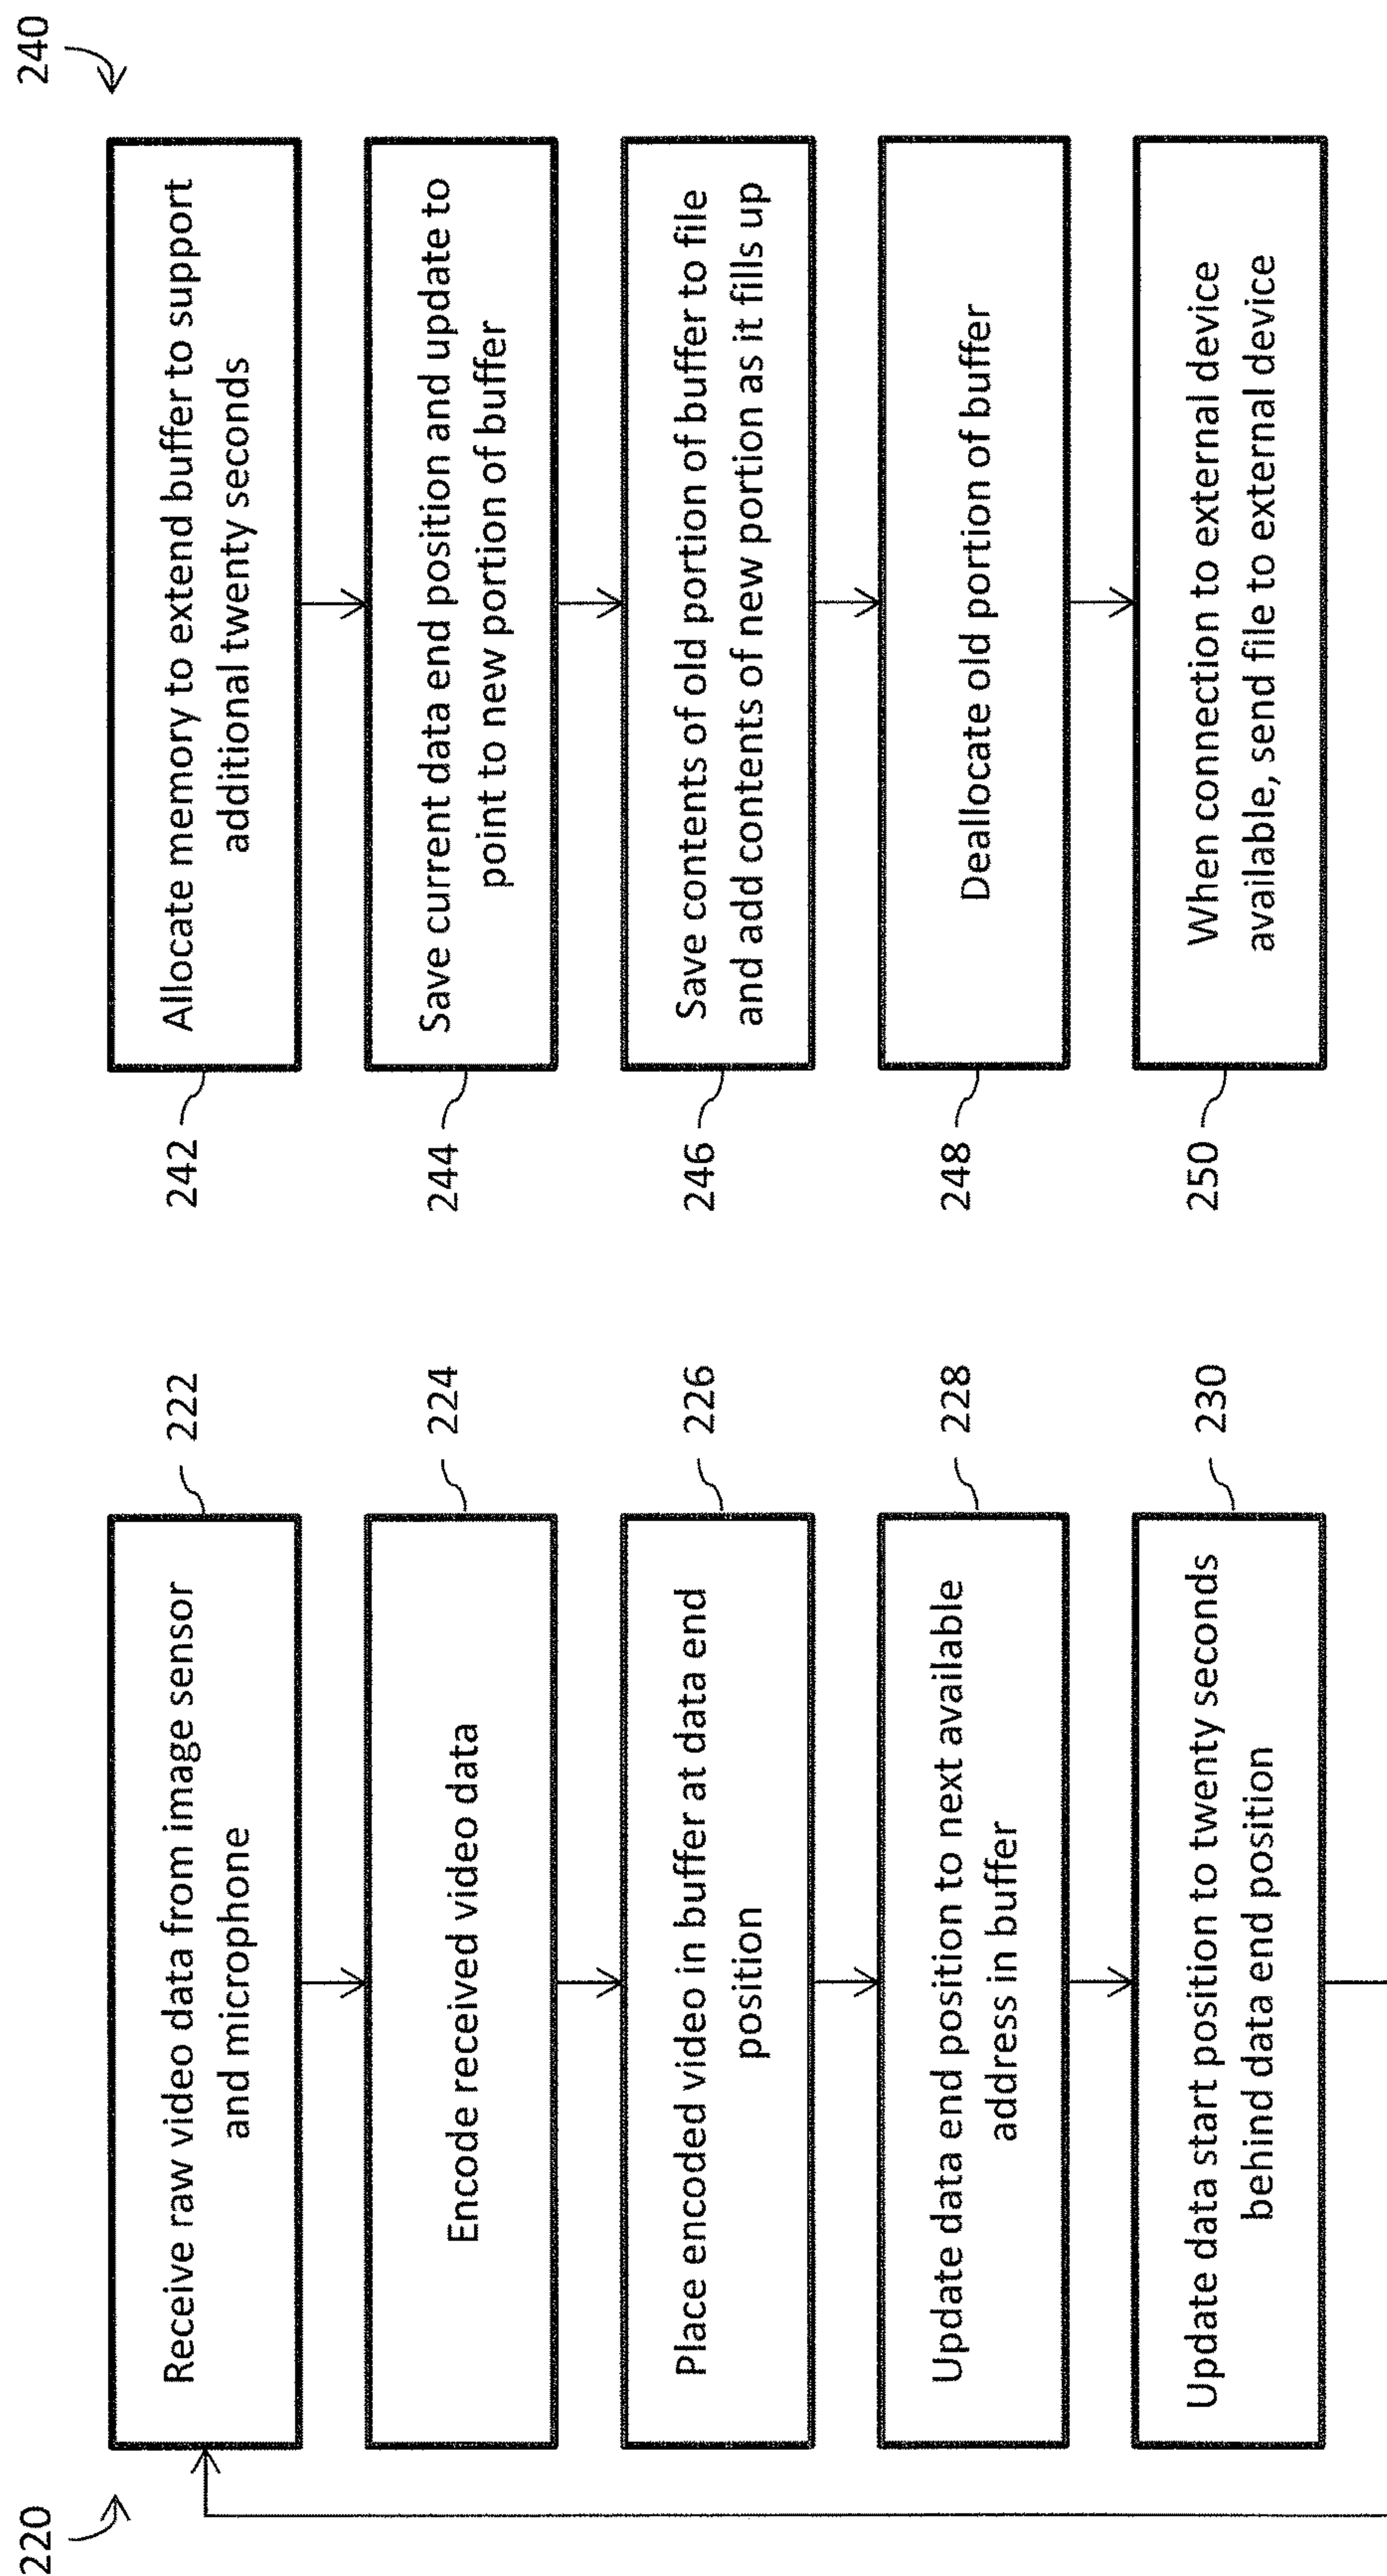 220
Receive raw video data from image sensor
and microphone
222
Encode received video data
224
Place encoded video in buffer at data end
position
226
Update data end position to next available
address in buffer
228
Update data start position to twenty seconds
behind data end position
230
240
Allocate memory to extend buffer to support
additional twenty seconds
242
Save current data end position and update to
point to new portion of buffer
244
Save contents of old portion of buffer to file
and add contents of new portion as it fills up
246
Deallocate old portion of buffer
248
When connection to external device
available, send file to external device
250